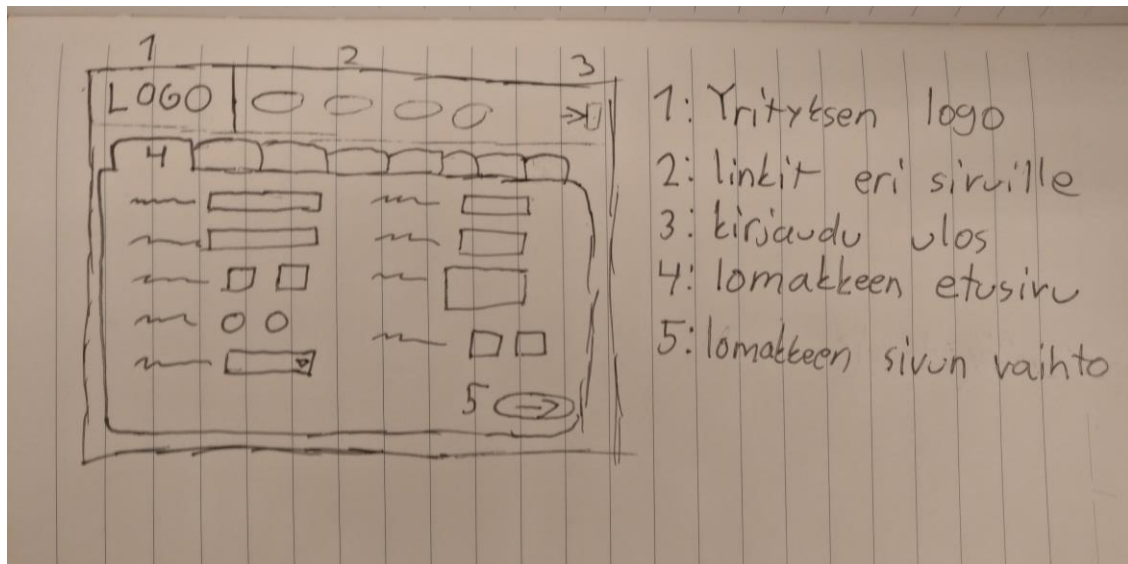 1 2 3
LOGO
4
5
1: Yrityksen logo
2: linkit eri sivuille
3: kirjaudu ulos
4: lomakkeen etusivu
5: lomakkeen sivun vaihto